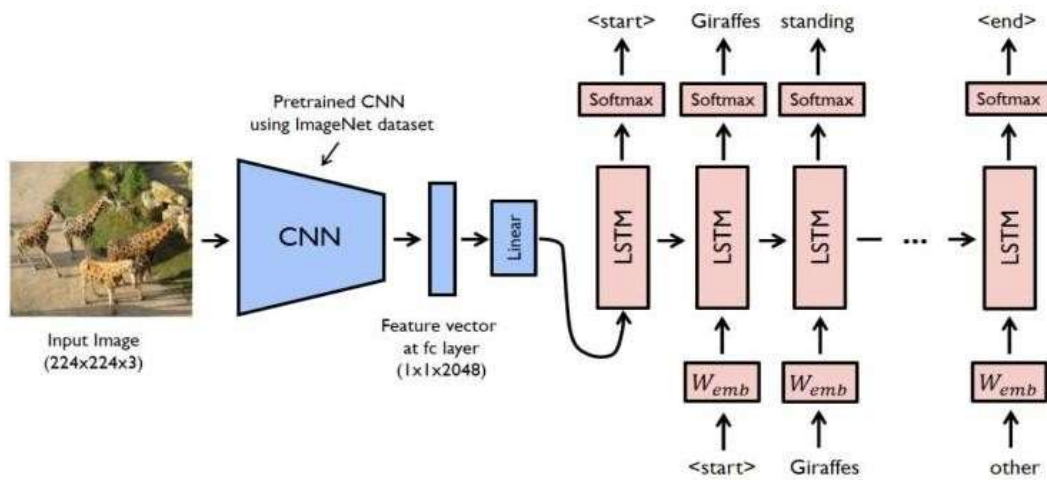 <start> Giraffes standing <end>
Softmax Softmax Softmax Softmax
Pretrained CNN
using ImageNet dataset
CNN
Linear
LSTM LSTM LSTM ... LSTM
Input Image
(224x224x3)
Feature vector
at fc layer
(1x1x2048)
W_emb W_emb W_emb
<start> Giraffes other